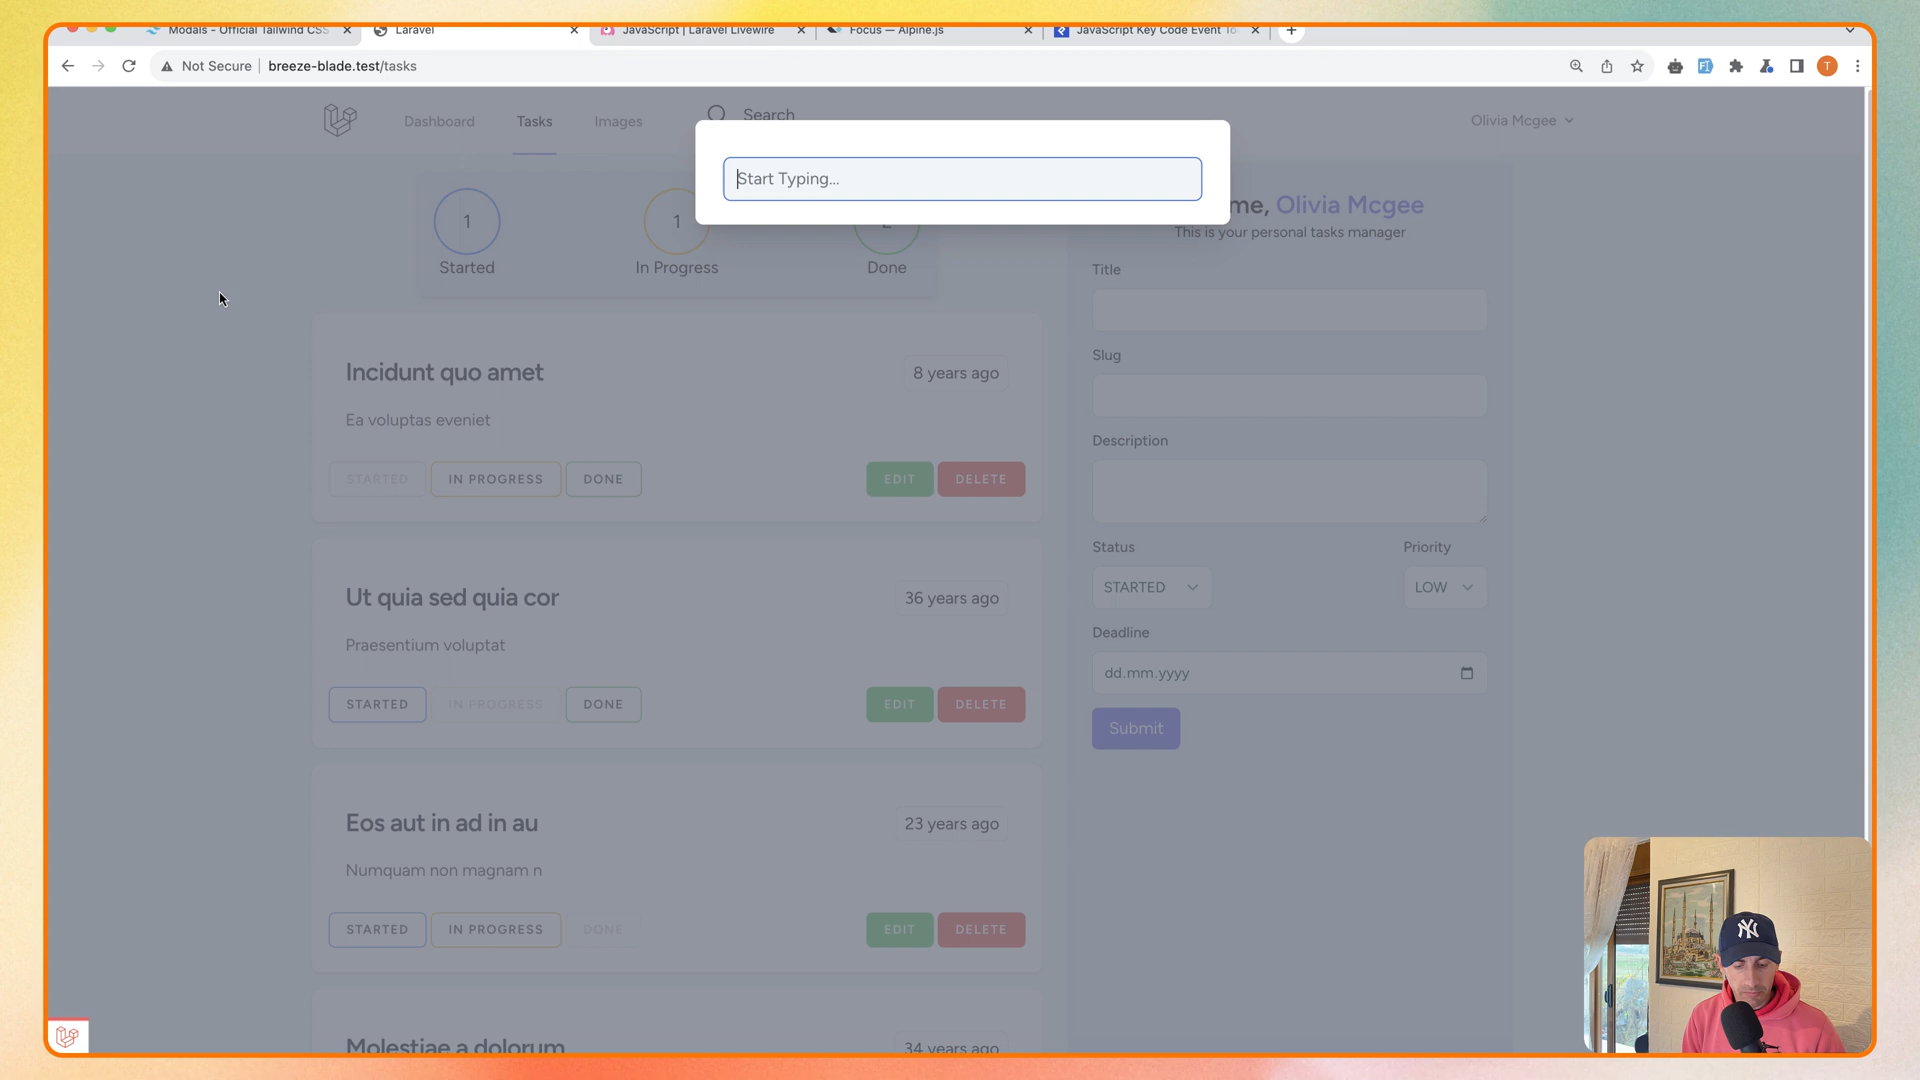 Modals - Official Tailwind CSS
Laravel
JavaScript | Laravel Livewire
Focus — Alpine.js
JavaScript Key Code Event To
Not Secure
breeze-blade.test/tasks
T
Dashboard
Tasks
Images
Search
Olivia Mcgee
Start Typing...
me, Olivia Mcgee
This is your personal tasks manager
1
1
Started
In Progress
Done
Incidunt quo amet
8 years ago
Ea voluptas eveniet
STARTED
IN PROGRESS
DONE
EDIT
DELETE
Ut quia sed quia cor
36 years ago
Praesentium voluptat
STARTED
IN PROGRESS
DONE
EDIT
DELETE
Eos aut in ad in au
23 years ago
Numquam non magnam n
STARTED
IN PROGRESS
DONE
EDIT
DELETE
Molestiae a dolorum
34 years ago
Title
Slug
Description
Status
Priority
STARTED
LOW
Deadline
dd.mm.yyyy
Submit
NY